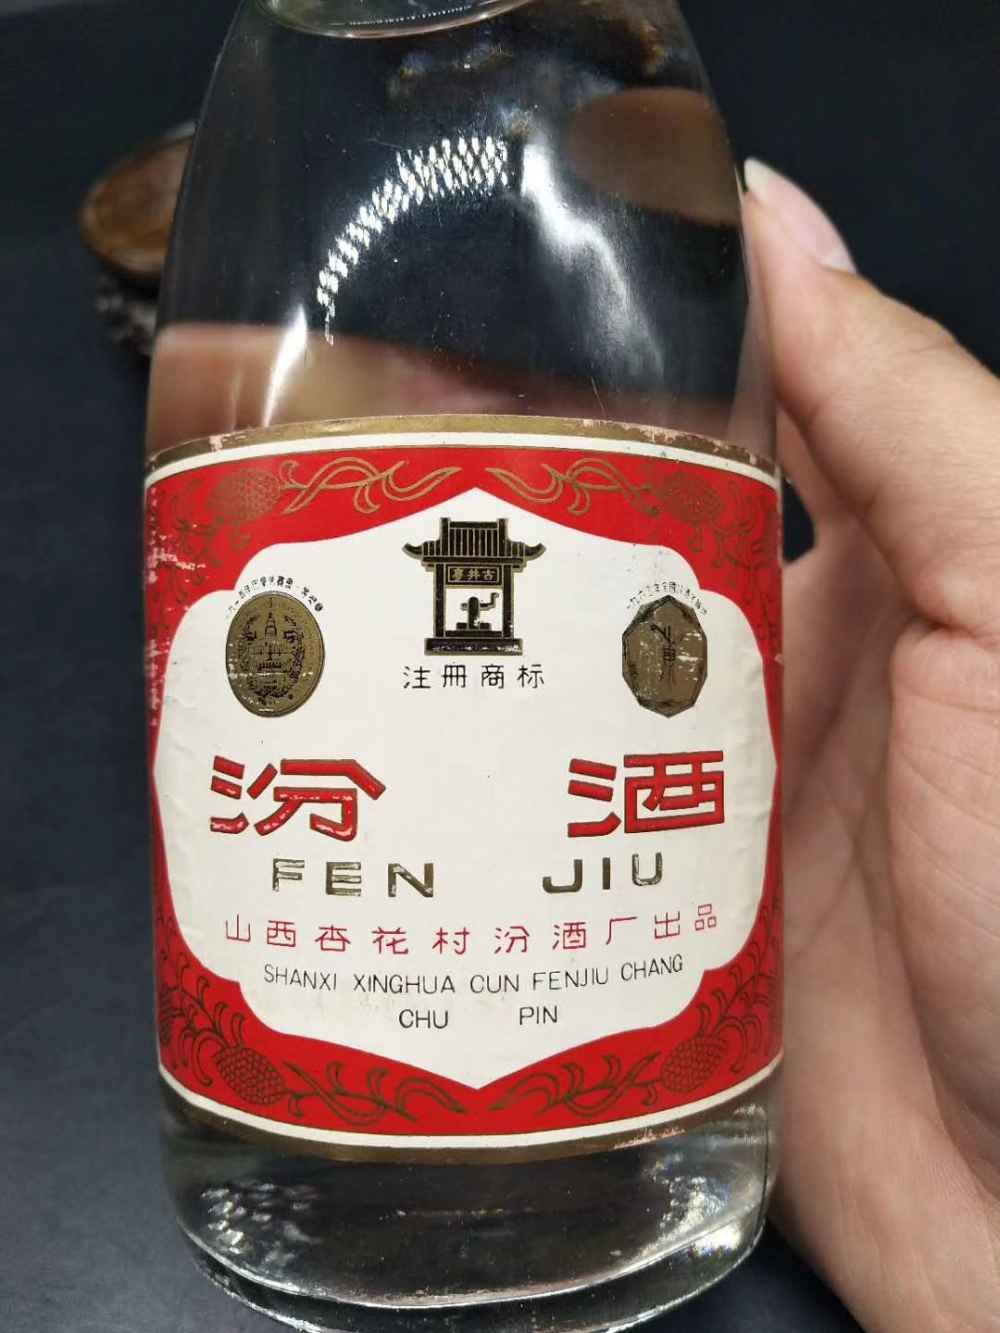 古井亭
注册商标
汾 酒
FEN JIU
山西杏花村汾酒厂出品
SHANXI XINGHUA CUN FENJIU CHANG
CHU PIN